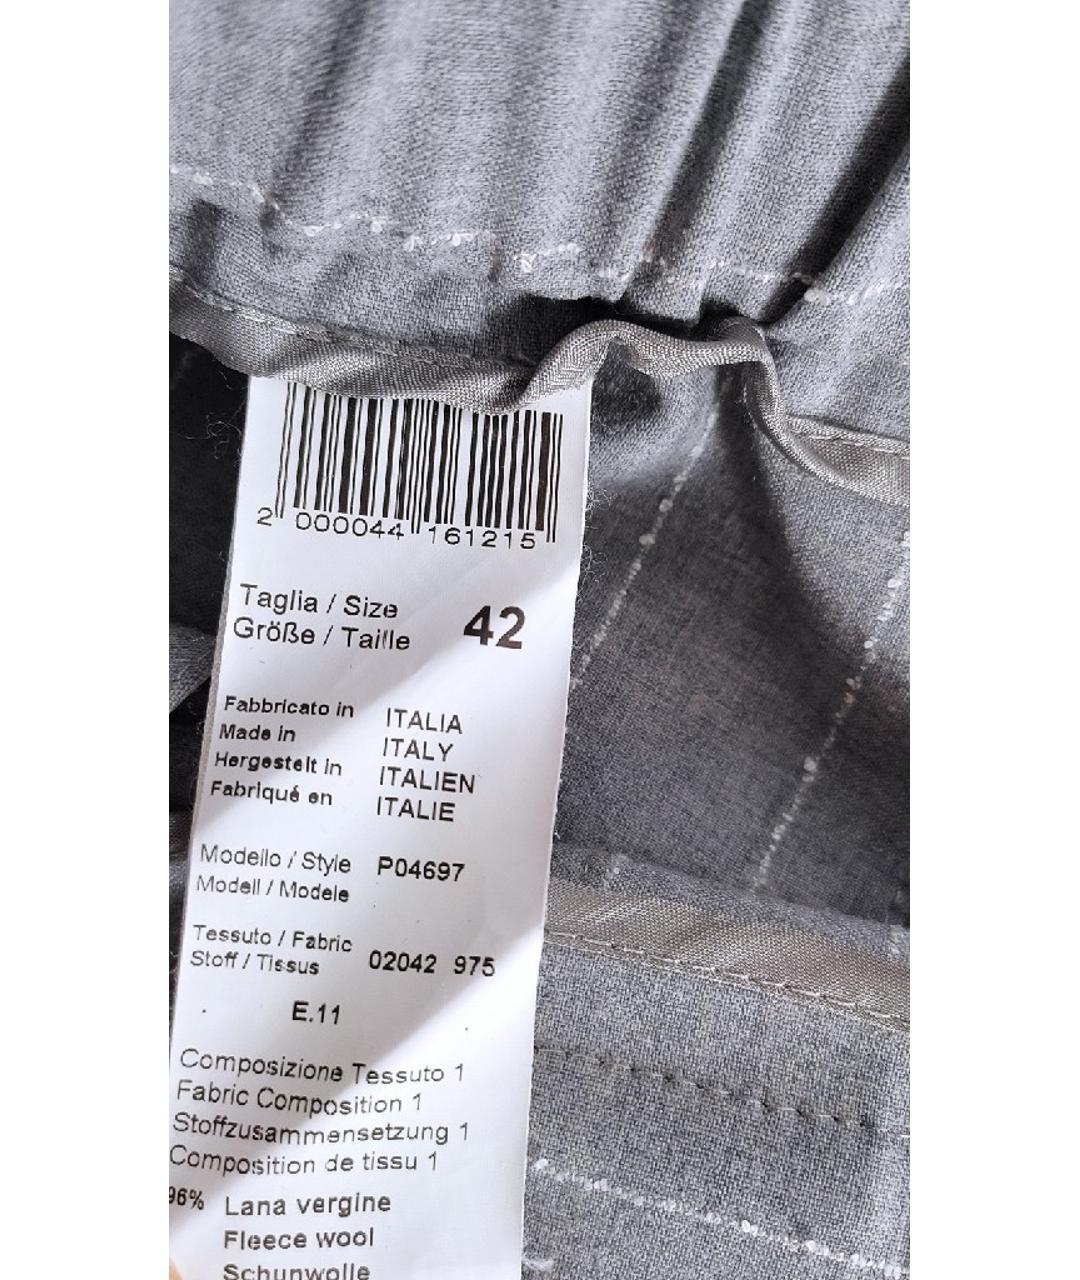 2 000044 161215
Taglia / Size
Größe / Taille
42
Fabbricato in ITALIA
Made in ITALY
Hergestelt in ITALIEN
Fabriqué en ITALIE
Modello / Style P04697
Modell / Modele
Tessuto / Fabric
Stoff / Tissus 02042 975
E.11
Composizione Tessuto 1
Fabric Composition 1
Stoffzusammensetzung 1
Composition de tissu 1
96% Lana vergine
Fleece wool
Schunwolle